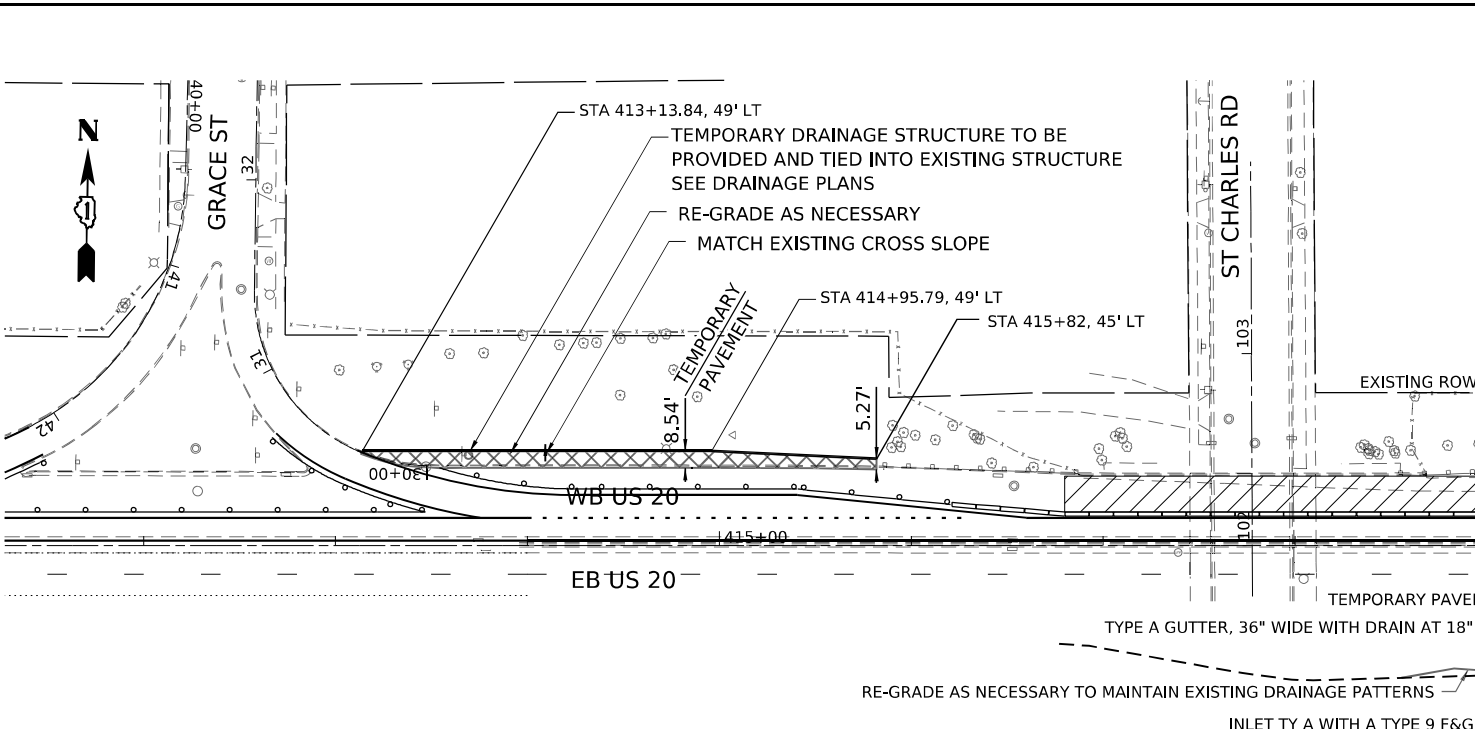 N
40+00
GRACE ST
32
STA 413+13.84, 49' LT
TEMPORARY DRAINAGE STRUCTURE TO BE
PROVIDED AND TIED INTO EXISTING STRUCTURE
SEE DRAINAGE PLANS
RE-GRADE AS NECESSARY
MATCH EXISTING CROSS SLOPE
ST CHARLES RD
41
STA 414+95.79, 49' LT
STA 415+82, 45' LT
TEMPORARY
PAVEMENT
103
31
EXISTING ROW
8.54'
5.27'
42
130+00
WB US 20
102
415+00
EB US 20
TEMPORARY PAVE
TYPE A GUTTER, 36" WIDE WITH DRAIN AT 18"
RE-GRADE AS NECESSARY TO MAINTAIN EXISTING DRAINAGE PATTERNS
INLET TY A WITH A TYPE 9 F&G